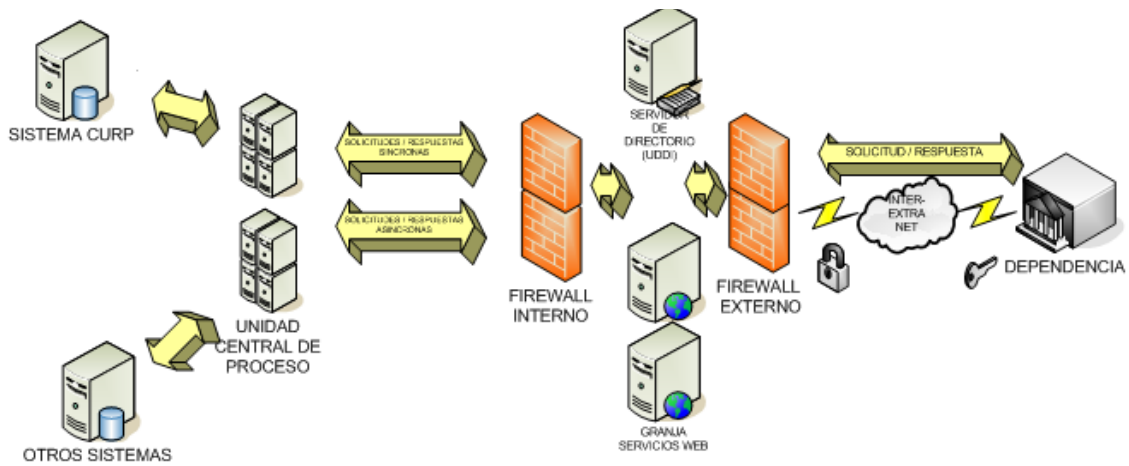 SISTEMA CURP
SOLICITUDES / RESPUESTAS
SINCRONAS
SOLICITUDES / RESPUESTAS
ASINCRONAS
UNIDAD
CENTRAL DE
PROCESO
OTROS SISTEMAS
FIREWALL
INTERNO
SERVIDOR
DE
DIRECTORIO
(UDDI)
GRANJA
SERVICIOS WEB
FIREWALL
EXTERNO
SOLICITUD / RESPUESTA
INTER-
EXTRA
NET
DEPENDENCIA